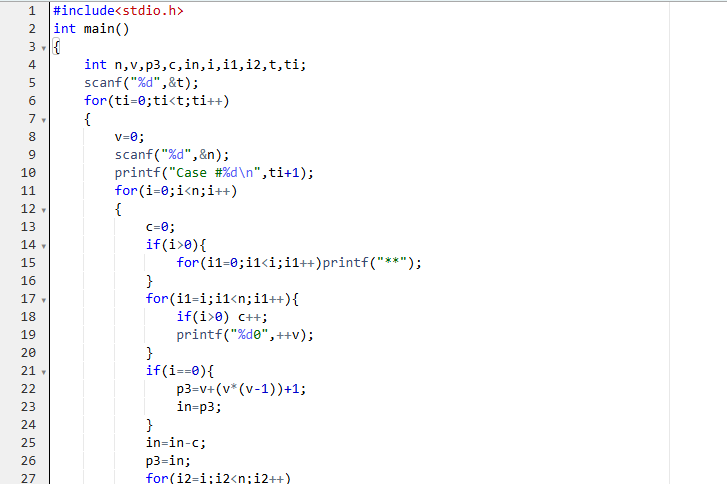 1 #include<stdio.h>
2 int main()
3 {
4 int n,v,p3,c,in,i,i1,i2,t,ti;
5 scanf("%d",&t);
6 for(ti=0;ti<t;ti++)
7 {
8 v=0;
9 scanf("%d",&n);
10 printf("Case #%d\n",ti+1);
11 for(i=0;i<n;i++)
12 {
13 c=0;
14 if(i>0){
15 for(i1=0;i1<i;i1++)printf("**");
16 }
17 for(i1=i;i1<n;i1++){
18 if(i>0) c++;
19 printf("%d0",++v);
20 }
21 if(i==0){
22 p3=v+(v*(v-1))+1;
23 in=p3;
24 }
25 in=in-c;
26 p3=in;
27 for(i2=i;i2<n;i2++)